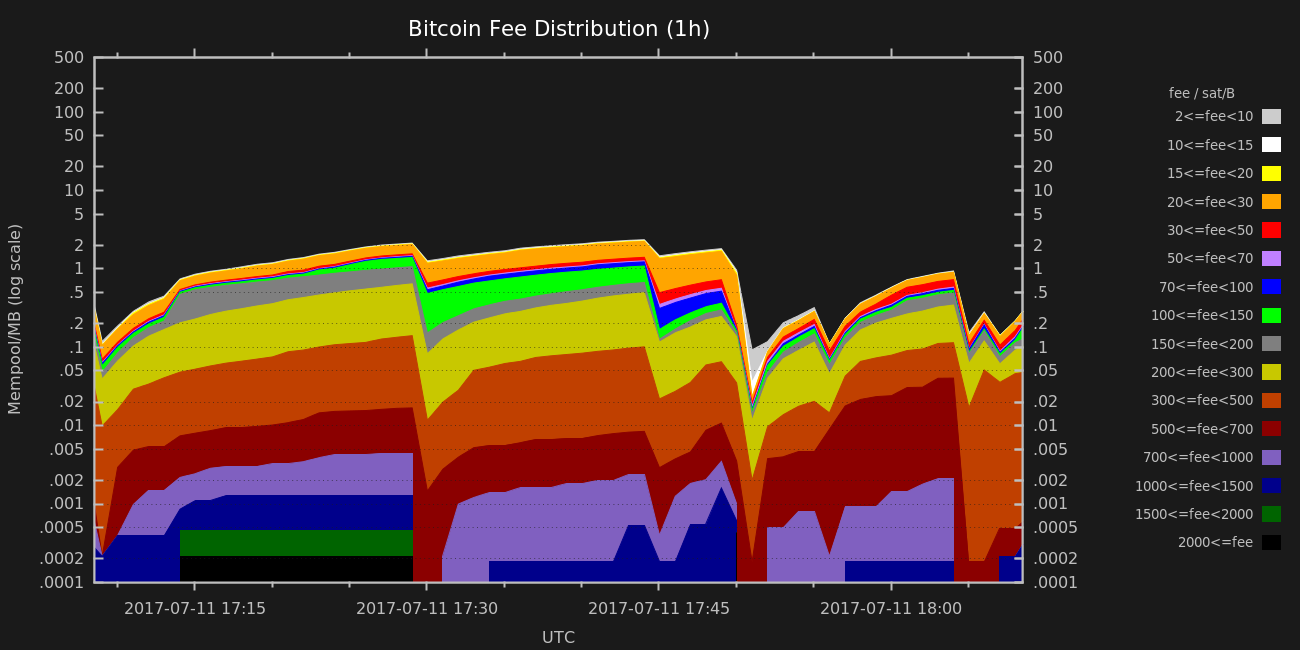 Bitcoin Fee Distribution (1h)
Mempool/MB (log scale)
500
200
100
50
20
10
5
2
1
.5
.2
.1
.05
.02
.01
.005
.002
.001
.0005
.0002
.0001
500
200
100
50
20
10
5
2
1
.5
.2
.1
.05
.02
.01
.005
.002
.001
.0005
.0002
.0001
2017-07-11 17:15
2017-07-11 17:30
2017-07-11 17:45
2017-07-11 18:00
UTC
fee / sat/B
2<=fee<10
10<=fee<15
15<=fee<20
20<=fee<30
30<=fee<50
50<=fee<70
70<=fee<100
100<=fee<150
150<=fee<200
200<=fee<300
300<=fee<500
500<=fee<700
700<=fee<1000
1000<=fee<1500
1500<=fee<2000
2000<=fee